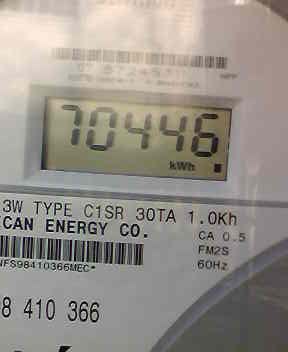 70446
kWh
3W TYPE C1SR 30TA 1.0Kh
CAN ENERGY CO.
CA 0.5
FM2S
60Hz
NFS98410366MEC*
8 410 366